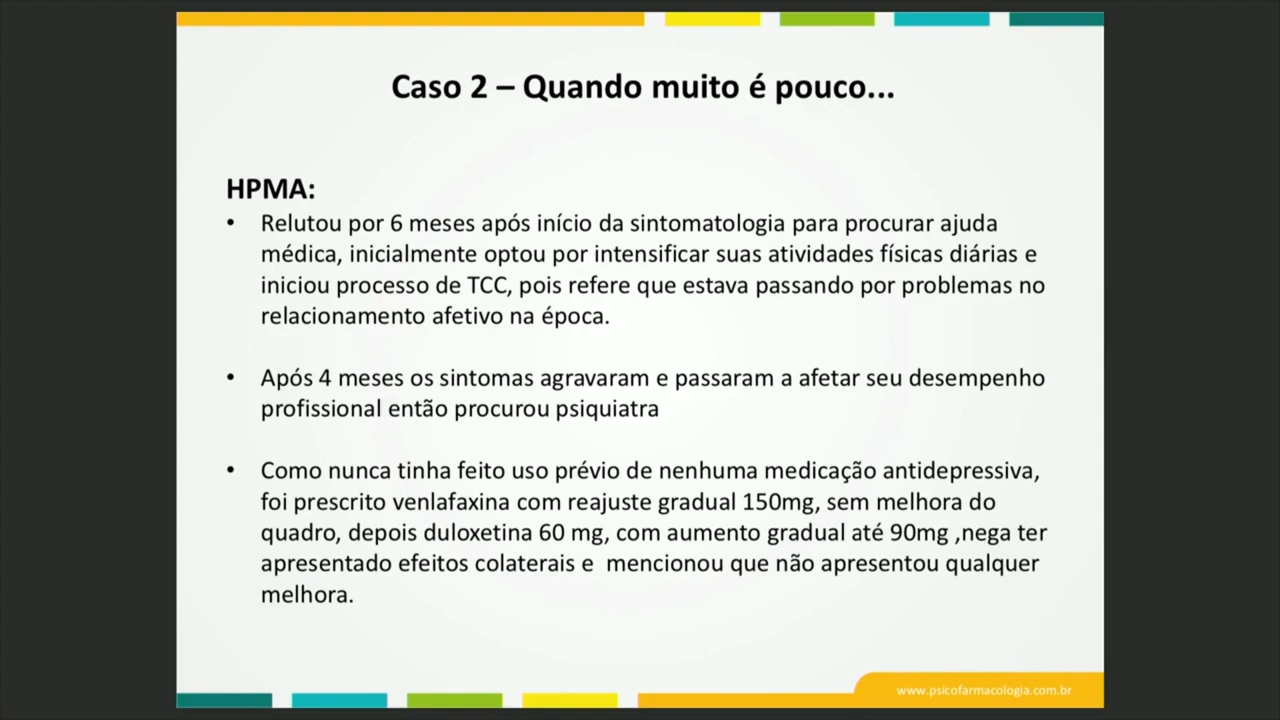 Caso 2 – Quando muito é pouco...
HPMA:
• Relutou por 6 meses após início da sintomatologia para procurar ajuda
médica, inicialmente optou por intensificar suas atividades físicas diárias e
iniciou processo de TCC, pois refere que estava passando por problemas no
relacionamento afetivo na época.
• Após 4 meses os sintomas agravaram e passaram a afetar seu desempenho
profissional então procurou psiquiatra
• Como nunca tinha feito uso prévio de nenhuma medicação antidepressiva,
foi prescrito venlafaxina com reajuste gradual 150mg, sem melhora do
quadro, depois duloxetina 60 mg, com aumento gradual até 90mg ,nega ter
apresentado efeitos colaterais e  mencionou que não apresentou qualquer
melhora.
www.psicofarmacologia.com.br